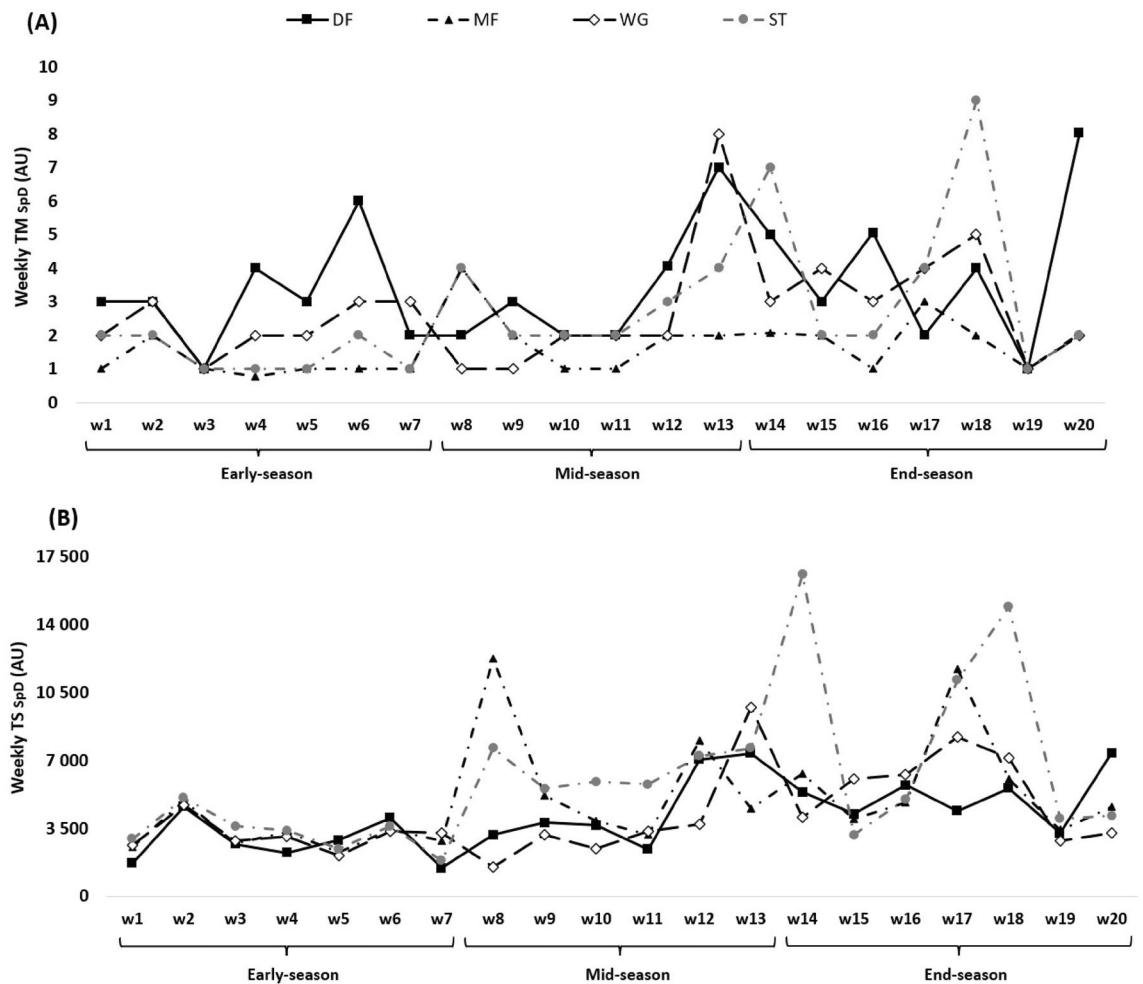 (A)
DF MF WG ST
Weekly TM SpD (AU)
10
9
8
7
6
5
4
3
2
1
0
w1 w2 w3 w4 w5 w6 w7 w8 w9 w10 w11 w12 w13 w14 w15 w16 w17 w18 w19 w20
Early-season Mid-season End-season
(B)
Weekly TS SpD (AU)
17 500
14 000
10 500
7 000
3 500
0
w1 w2 w3 w4 w5 w6 w7 w8 w9 w10 w11 w12 w13 w14 w15 w16 w17 w18 w19 w20
Early-season Mid-season End-season